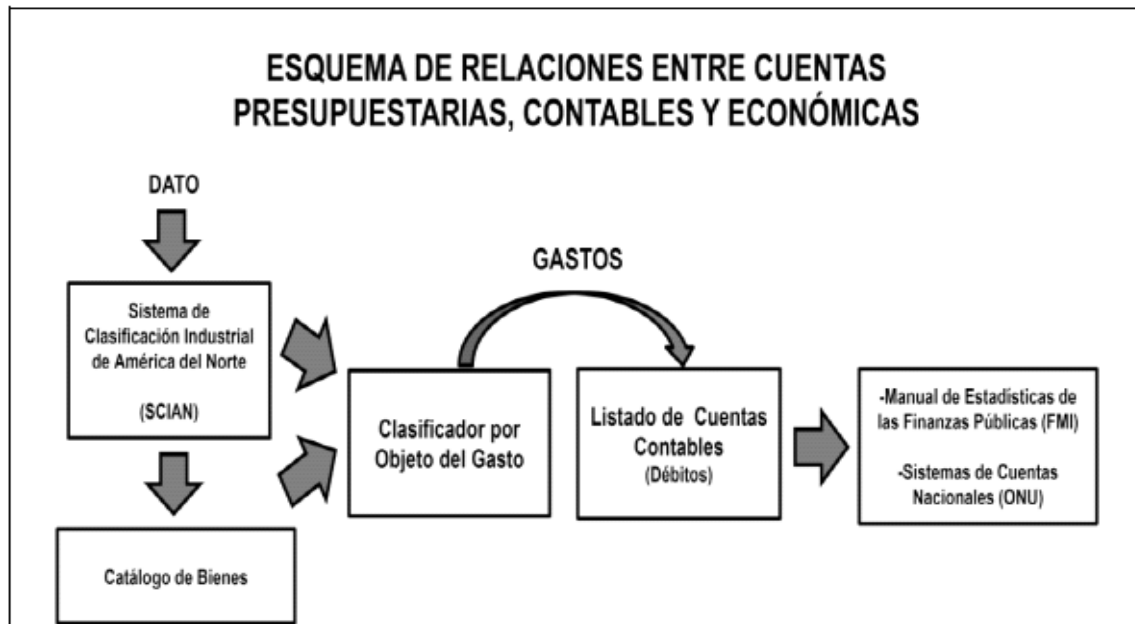 ESQUEMA DE RELACIONES ENTRE CUENTAS
PRESUPUESTARIAS, CONTABLES Y ECONÓMICAS
DATO
GASTOS
Sistema de
Clasificación Industrial
de América del Norte
(SCIAN)
Clasificador por
Objeto del Gasto
Listado de Cuentas
Contables
(Débitos)
-Manual de Estadísticas de
las Finanzas Públicas (FMI)
-Sistemas de Cuentas
Nacionales (ONU)
Catálogo de Bienes